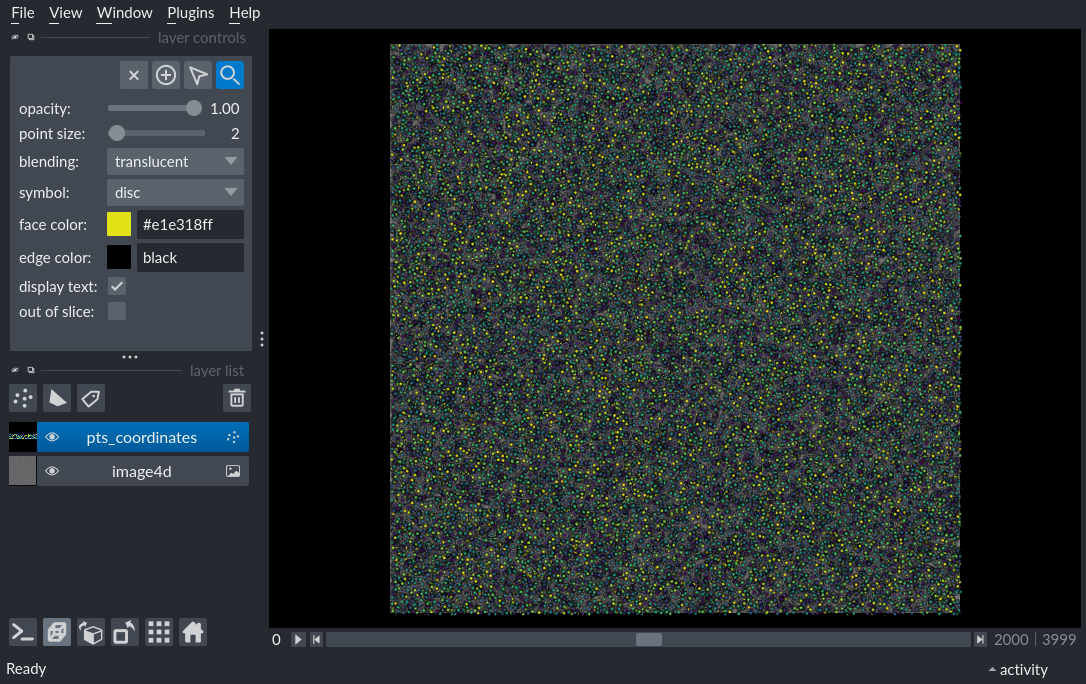 File View Window Plugins Help
layer controls
opacity: 1.00
point size: 2
blending: translucent
symbol: disc
face color: #e1e318ff
edge color: black
display text:
out of slice:
layer list
pts_coordinates
image4d
0 2000 3999
Ready activity